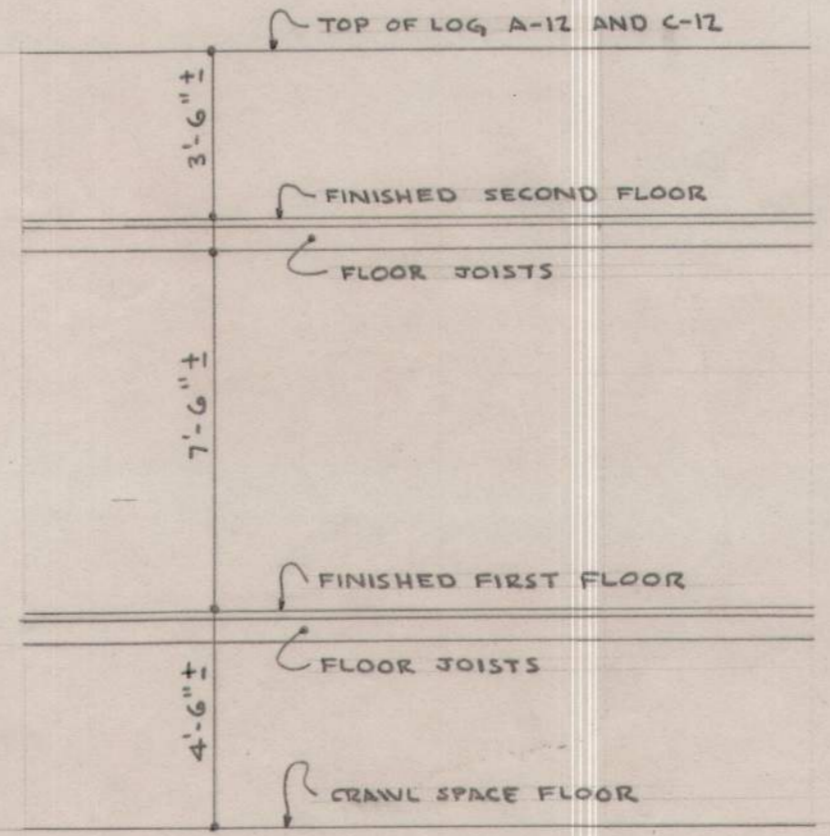 TOP OF LOG A-12 AND C-12
3'-6" ±
FINISHED SECOND FLOOR
FLOOR JOISTS
7'-6" ±
FINISHED FIRST FLOOR
FLOOR JOISTS
4'-6" ±
CRAWL SPACE FLOOR